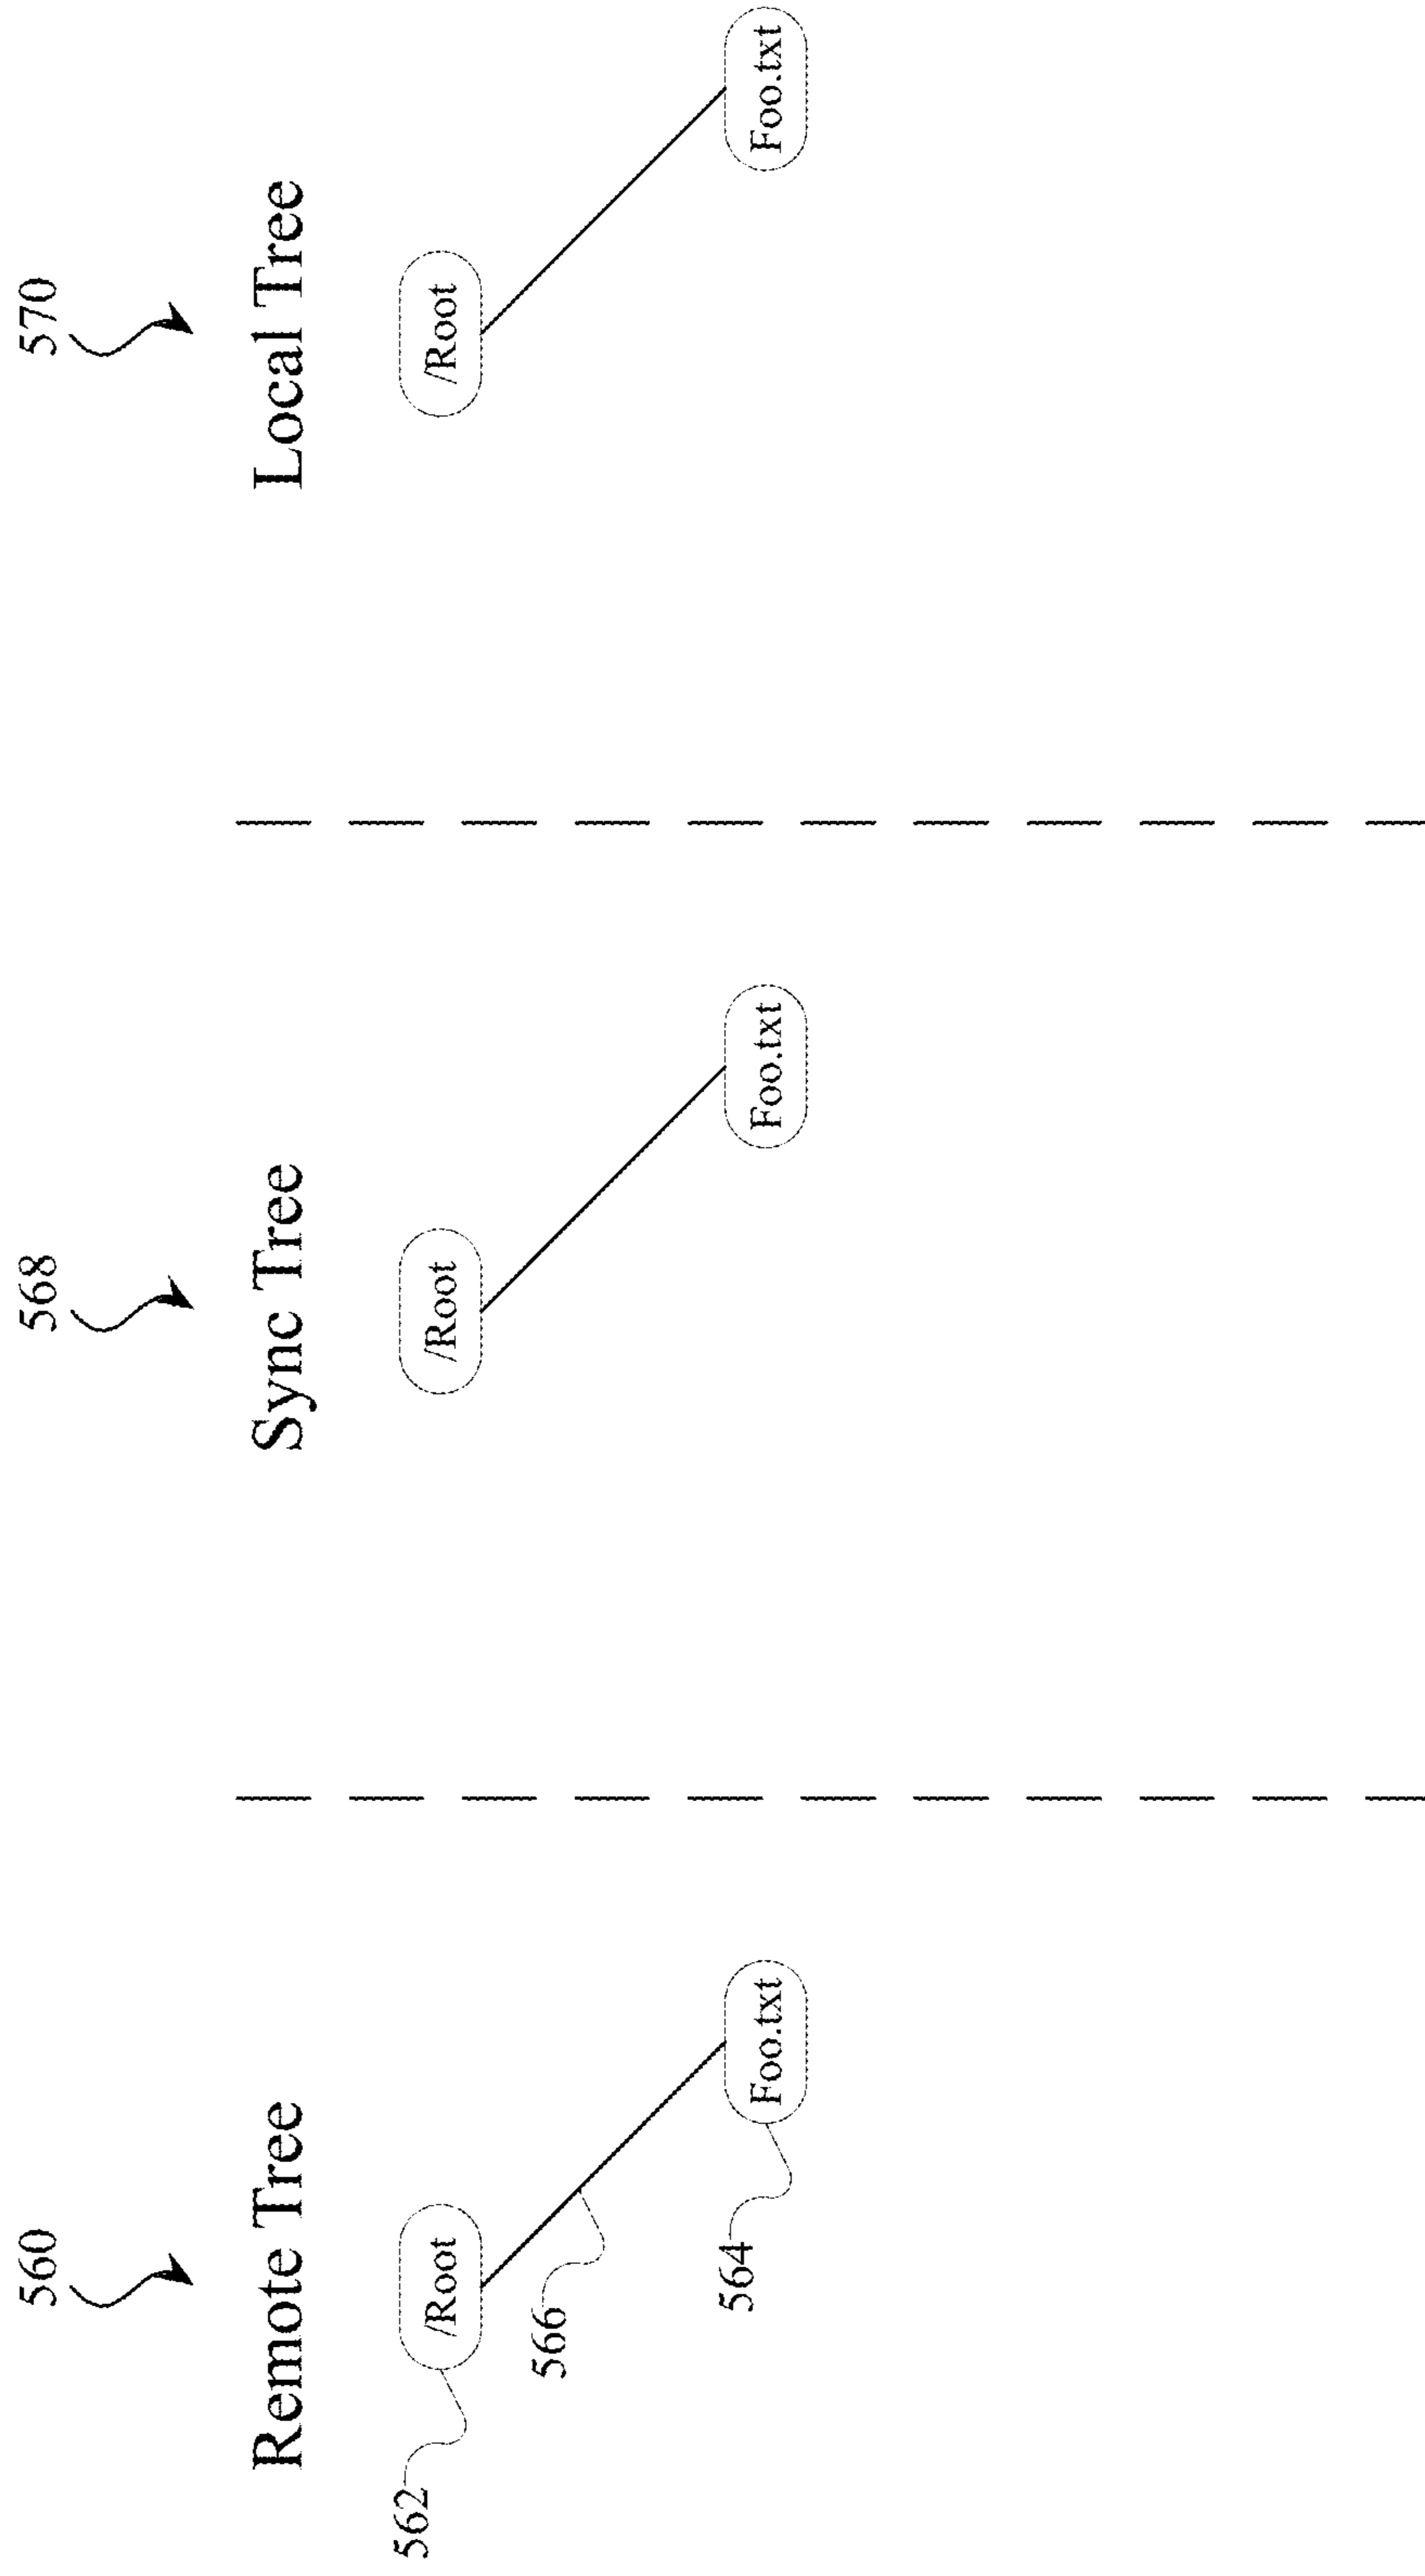 560
568
570
Remote Tree
Sync Tree
Local Tree
562
/Root
/Root
/Root
566
564
Foo.txt
Foo.txt
Foo.txt